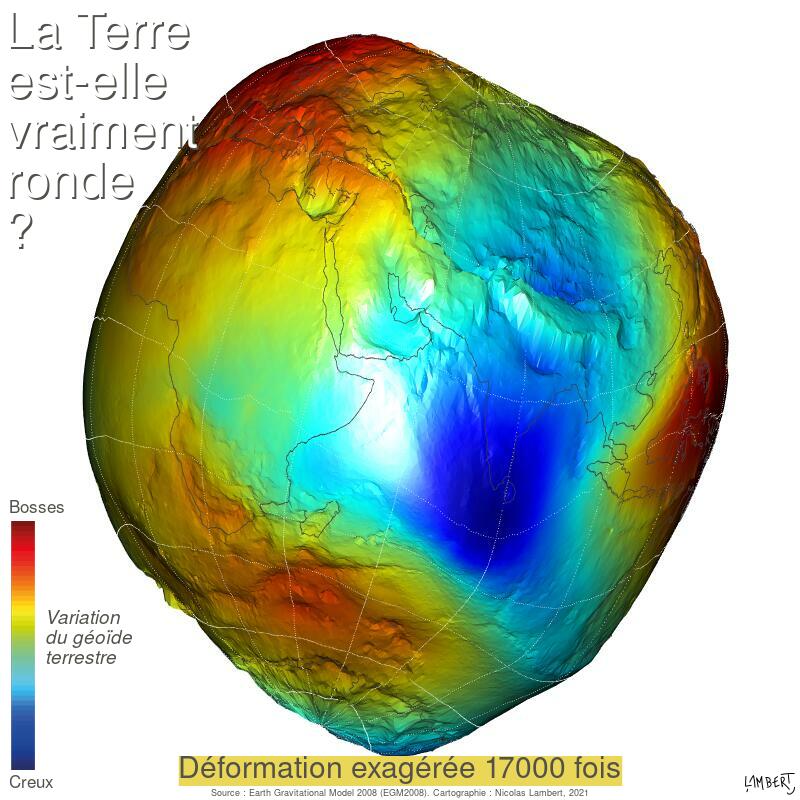 La Terre
est-elle
vraiment
ronde
?
Bosses
Variation
du géoïde
terrestre
Creux
Déformation exagérée 17000 fois
Source : Earth Gravitational Model 2008 (EGM2008). Cartographie : Nicolas Lambert, 2021
LAMBERT